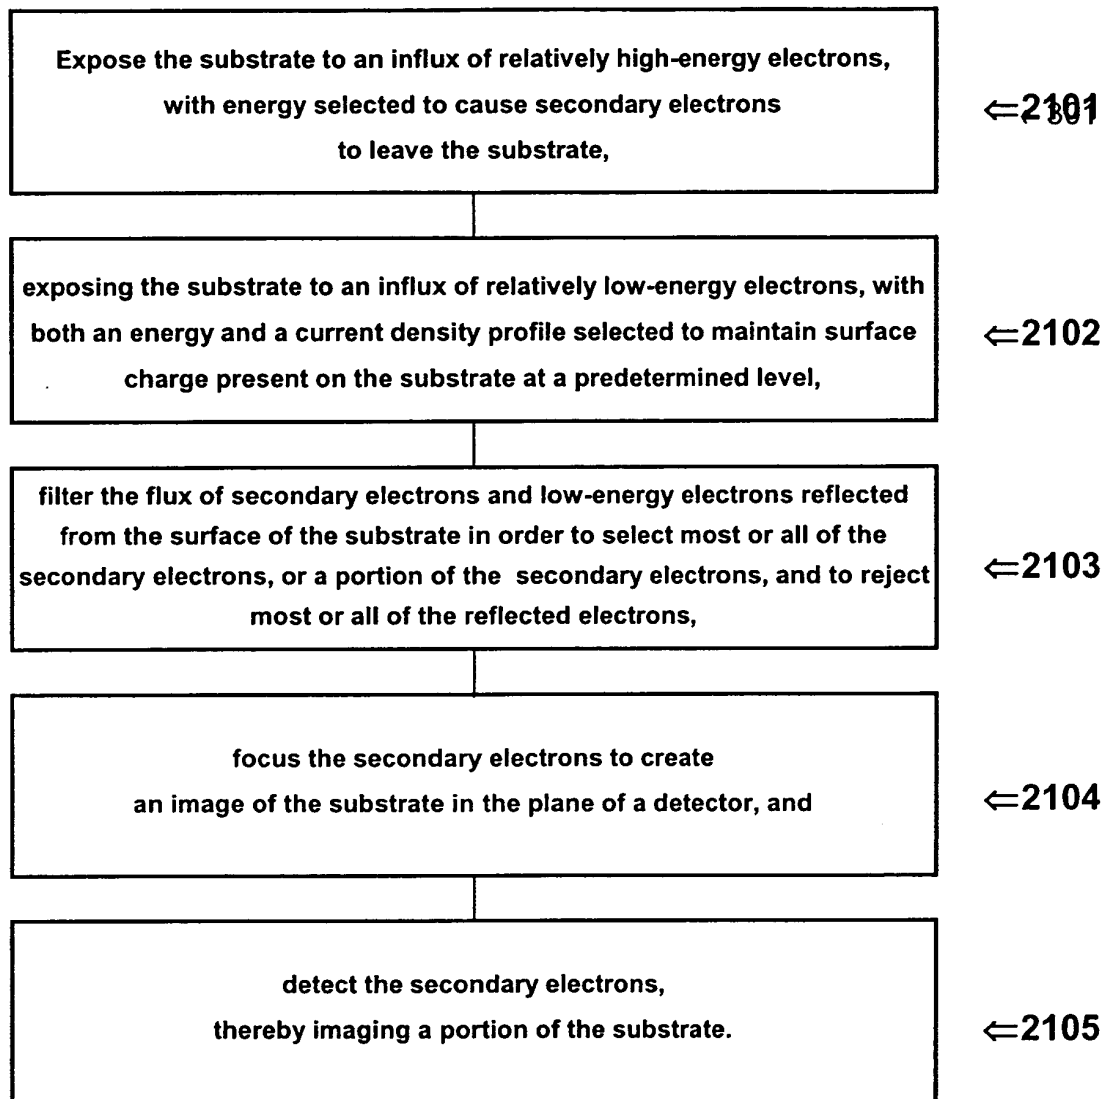 Expose the substrate to an influx of relatively high-energy electrons,
with energy selected to cause secondary electrons
to leave the substrate,
⇐2101
exposing the substrate to an influx of relatively low-energy electrons, with
both an energy and a current density profile selected to maintain surface
charge present on the substrate at a predetermined level,
⇐2102
filter the flux of secondary electrons and low-energy electrons reflected
from the surface of the substrate in order to select most or all of the
secondary electrons, or a portion of the secondary electrons, and to reject
most or all of the reflected electrons,
⇐2103
focus the secondary electrons to create
an image of the substrate in the plane of a detector, and
⇐2104
detect the secondary electrons,
thereby imaging a portion of the substrate.
⇐2105